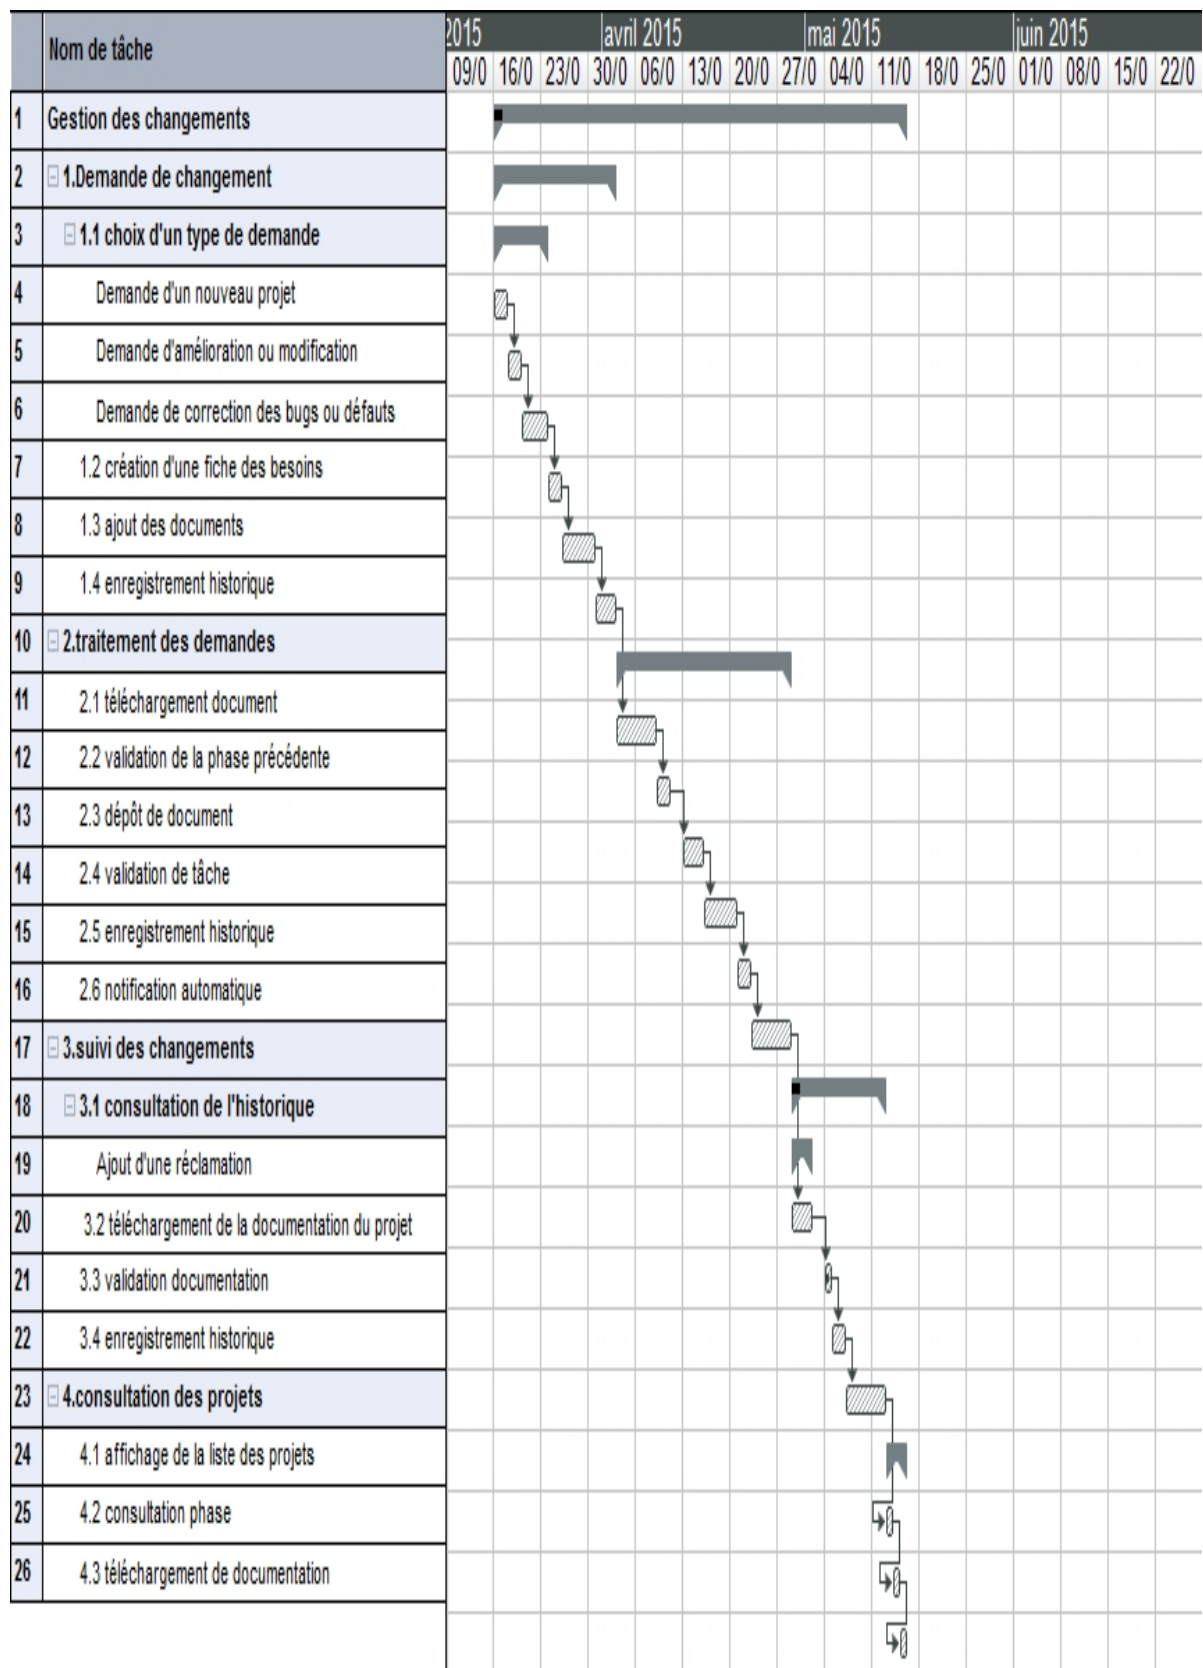 Nom de tâche
2015 avril 2015 mai 2015 juin 2015
09/0 16/0 23/0 30/0 06/0 13/0 20/0 27/0 04/0 11/0 18/0 25/0 01/0 08/0 15/0 22/0
1 Gestion des changements
2 1.Demande de changement
3 1.1 choix d'un type de demande
4 Demande d'un nouveau projet
5 Demande d'amélioration ou modification
6 Demande de correction des bugs ou défauts
7 1.2 création d'une fiche des besoins
8 1.3 ajout des documents
9 1.4 enregistrement historique
10 2.traitement des demandes
11 2.1 téléchargement document
12 2.2 validation de la phase précédente
13 2.3 dépôt de document
14 2.4 validation de tâche
15 2.5 enregistrement historique
16 2.6 notification automatique
17 3.suivi des changements
18 3.1 consultation de l'historique
19 Ajout d'une réclamation
20 3.2 téléchargement de la documentation du projet
21 3.3 validation documentation
22 3.4 enregistrement historique
23 4.consultation des projets
24 4.1 affichage de la liste des projets
25 4.2 consultation phase
26 4.3 téléchargement de documentation